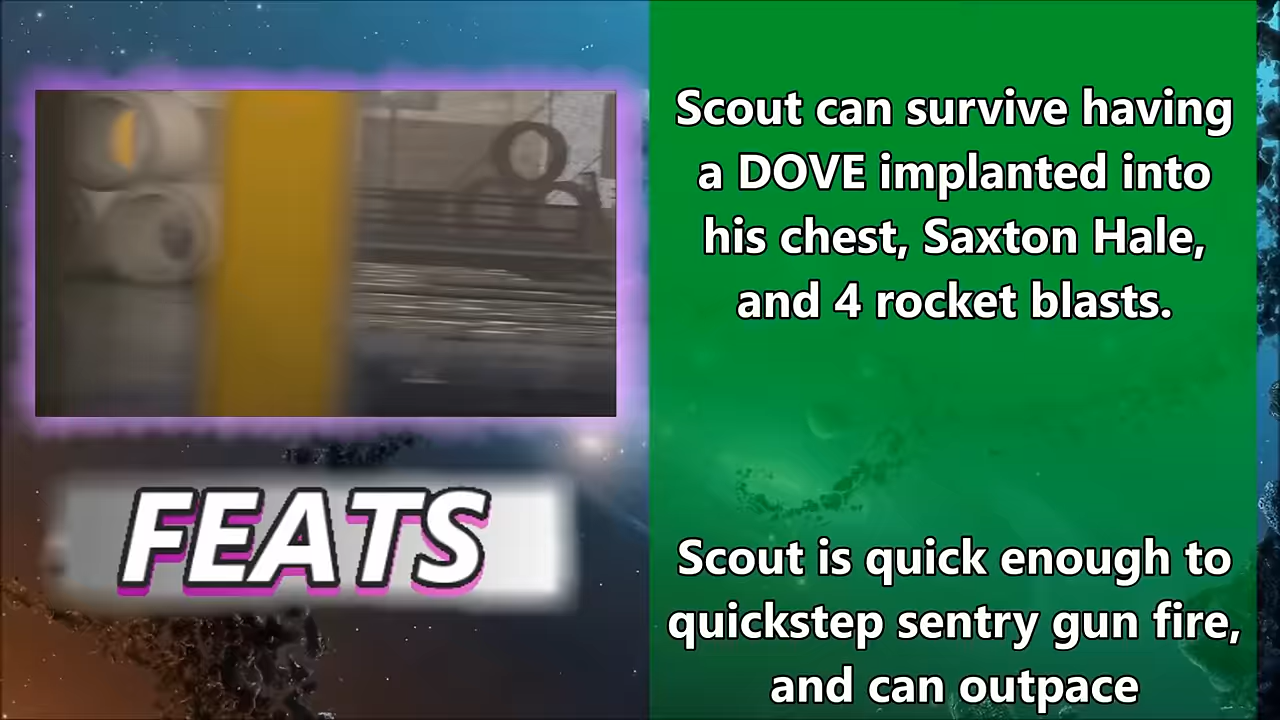 Scout can survive having
a DOVE implanted into
his chest, Saxton Hale,
and 4 rocket blasts.
FEATS
Scout is quick enough to
quickstep sentry gun fire,
and can outpace